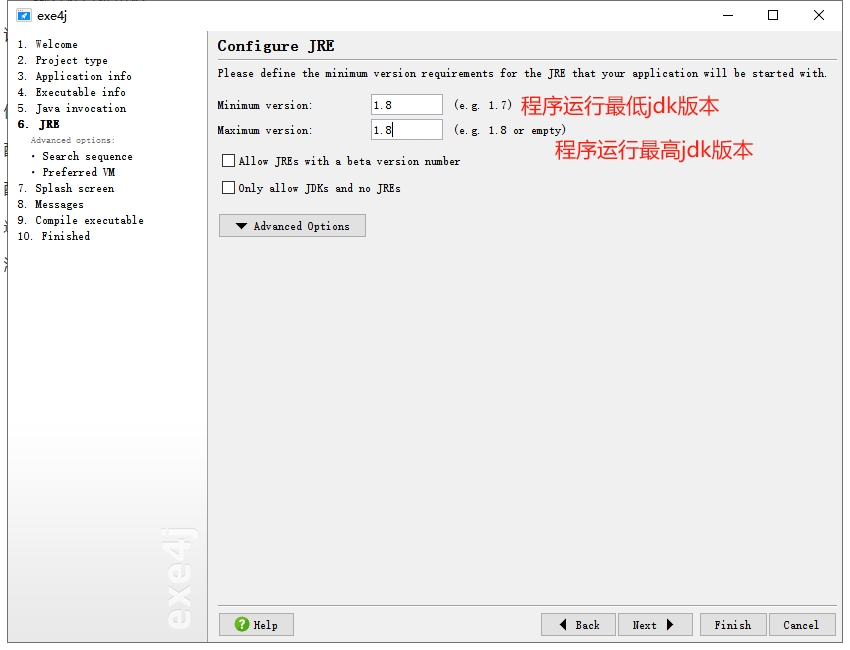 exe4j
1. Welcome
2. Project type
3. Application info
4. Executable info
5. Java invocation
6. JRE
Advanced options:
• Search sequence
• Preferred VM
7. Splash screen
8. Messages
9. Compile executable
10. Finished
exe4j
Configure JRE
Please define the minimum version requirements for the JRE that your application will be started with.
Minimum version: 1.8 (e.g. 1.7) 程序运行最低jdk版本
Maximum version: 1.8 (e.g. 1.8 or empty)
程序运行最高jdk版本
Allow JREs with a beta version number
Only allow JDKs and no JREs
Advanced Options
Help
Back
Next
Finish
Cancel